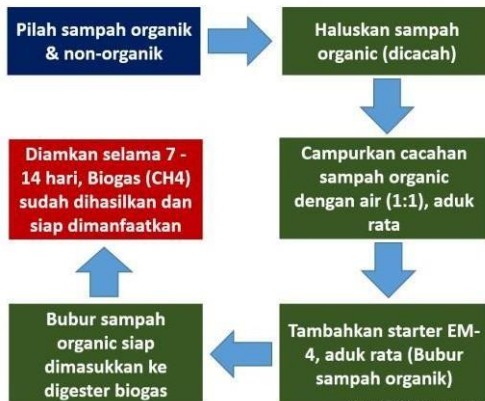 Pilah sampah organik
& non-organik
Haluskan sampah
organic (dicacah)
Campurkan cacahan
sampah organic
dengan air (1:1), aduk
rata
Tambahkan starter EM-
4, aduk rata (Bubur
sampah organik)
Bubur sampah
organic siap
dimasukkan ke
digester biogas
Diamkan selama 7 -
14 hari, Biogas (CH4)
sudah dihasilkan dan
siap dimanfaatkan